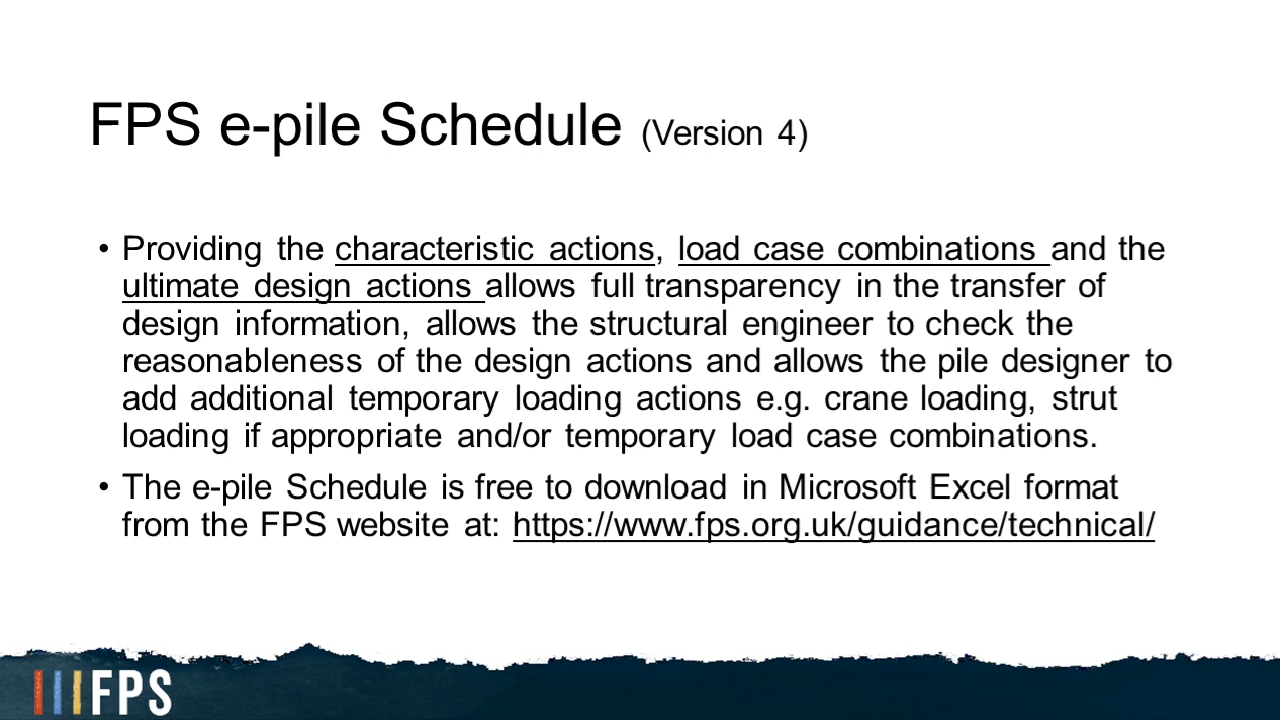 FPS e-pile Schedule (Version 4)
• Providing the characteristic actions, load case combinations and the
ultimate design actions allows full transparency in the transfer of
design information, allows the structural engineer to check the
reasonableness of the design actions and allows the pile designer to
add additional temporary loading actions e.g. crane loading, strut
loading if appropriate and/or temporary load case combinations.
• The e-pile Schedule is free to download in Microsoft Excel format
from the FPS website at: https://www.fps.org.uk/guidance/technical/
FPS